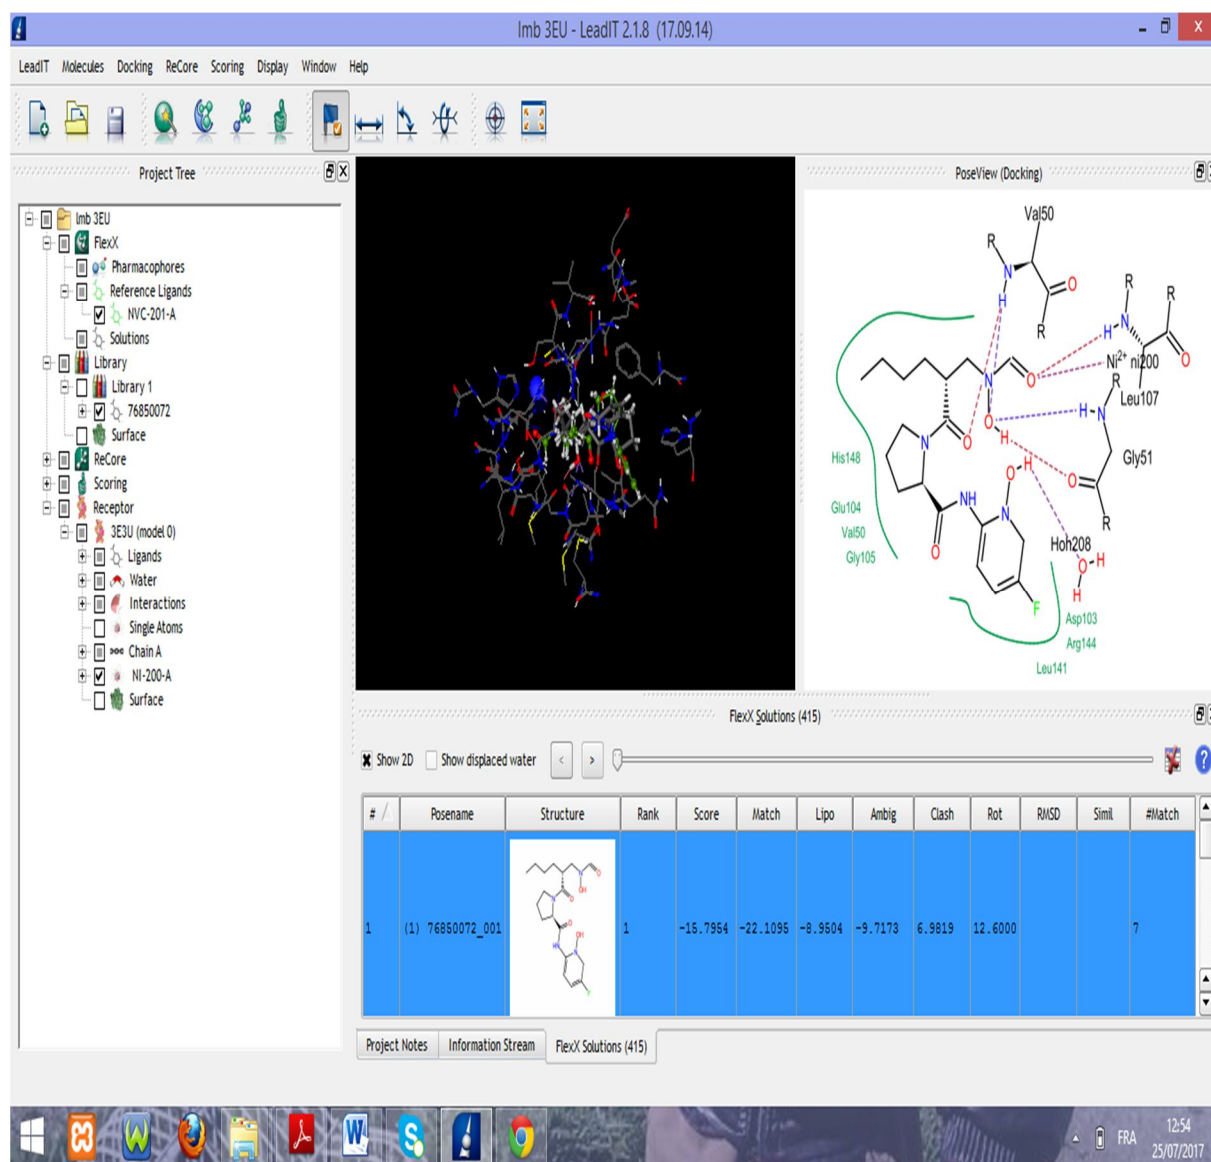 lmb 3EU - LeadIT 2.1.8 (17.09.14)
LeadIT Molecules Docking ReCore Scoring Display Window Help
Project Tree
lmb 3EU
FlexX
Pharmacophores
Reference Ligands
NVC-201-A
Solutions
Library
Library 1
76850072
Surface
ReCore
Scoring
Receptor
3E3U (model 0)
Ligands
Water
Interactions
Single Atoms
Chain A
NI-200-A
Surface
PoseView (Docking)
Val50
R
N
H
O
R
R
R
H
N
O
Ni²⁺ ni200
Leu107
N
O
O
H
R
H
N
Gly51
O
R
N
O
H
O
NH
N
O
F
His148
Glu104
Val50
Gly105
Hoh208
O
H
H
Asp103
Arg144
Leu141
FlexX Solutions (415)
Show 2D Show displaced water < > ?
# Posename Structure Rank Score Match Lipo Ambig Clash Rot RMSD Simil #Match
1 (1) 76850072_001 1 -15.7954 -22.1095 -8.9504 -9.7173 6.9819 12.6000 7
Project Notes Information Stream FlexX Solutions (415)
FRA 12:54
25/07/2017